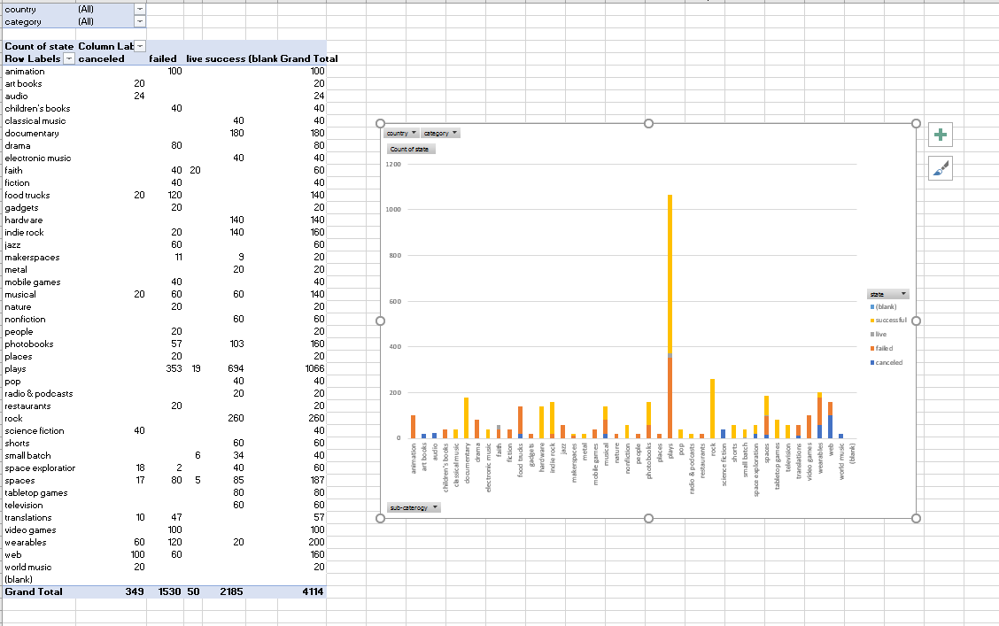 country (All)
category (All)
Count of state Column Lab
Row Labels canceled failed live success (blank Grand Total
animation 100 100
art books 20 20
audio 24 24
children's books 40 40
classical music 40 40
documentary 180 180
drama 80 80
electronic music 40 40
faith 40 20 60
fiction 40 40
food trucks 20 120 140
gadgets 20 20
hardware 140 140
indie rock 20 140 160
jazz 60 60
makerspaces 11 9 20
metal 20 20
mobile games 40 40
musical 20 60 60 140
nature 20 20
nonfiction 60 60
people 20 20
photobooks 57 103 160
places 20 20
plays 353 19 694 1066
pop 40 40
radio & podcasts 20 20
restaurants 20 20
rock 260 260
science fiction 40 40
shorts 60 60
small batch 6 34 40
space exploration 18 2 40 60
spaces 17 80 5 85 187
tabletop games 80 80
television 60 60
translations 10 47 57
video games 100 100
wearables 60 120 20 200
web 100 60 160
world music 20 20
(blank)
Grand Total 349 1530 50 2185 4114
country category
Count of state
1200
1000
800
600
400
200
0
animation
art books
audio
children's books
classical music
documentary
drama
electronic music
faith
fiction
food trucks
gadgets
hardware
indie rock
jazz
makerspaces
metal
mobile games
musical
nature
nonfiction
people
photobooks
places
plays
pop
radio & podcasts
restaurants
rock
science fiction
shorts
small batch
space exploration
spaces
tabletop games
television
translations
video games
wearables
web
world music
(blank)
state
(blank)
successful
live
failed
canceled
sub-caterogy